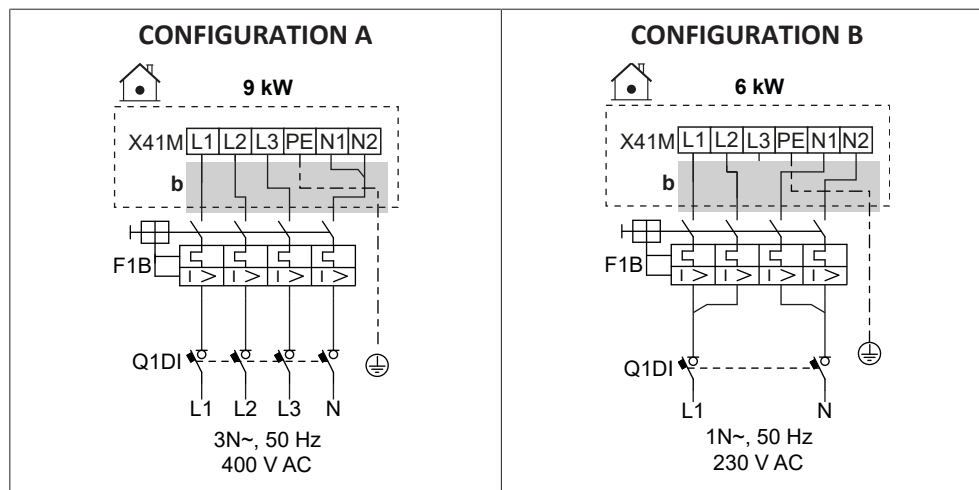 CONFIGURATION A
9 kW
X41M L1 L2 L3 PE N1 N2
b
F1B
I > I > I > I >
Q1DI
L1 L2 L3 N
3N~, 50 Hz
400 V AC
CONFIGURATION B
6 kW
X41M L1 L2 L3 PE N1 N2
b
F1B
I > I > I > I >
Q1DI
L1 N
1N~, 50 Hz
230 V AC